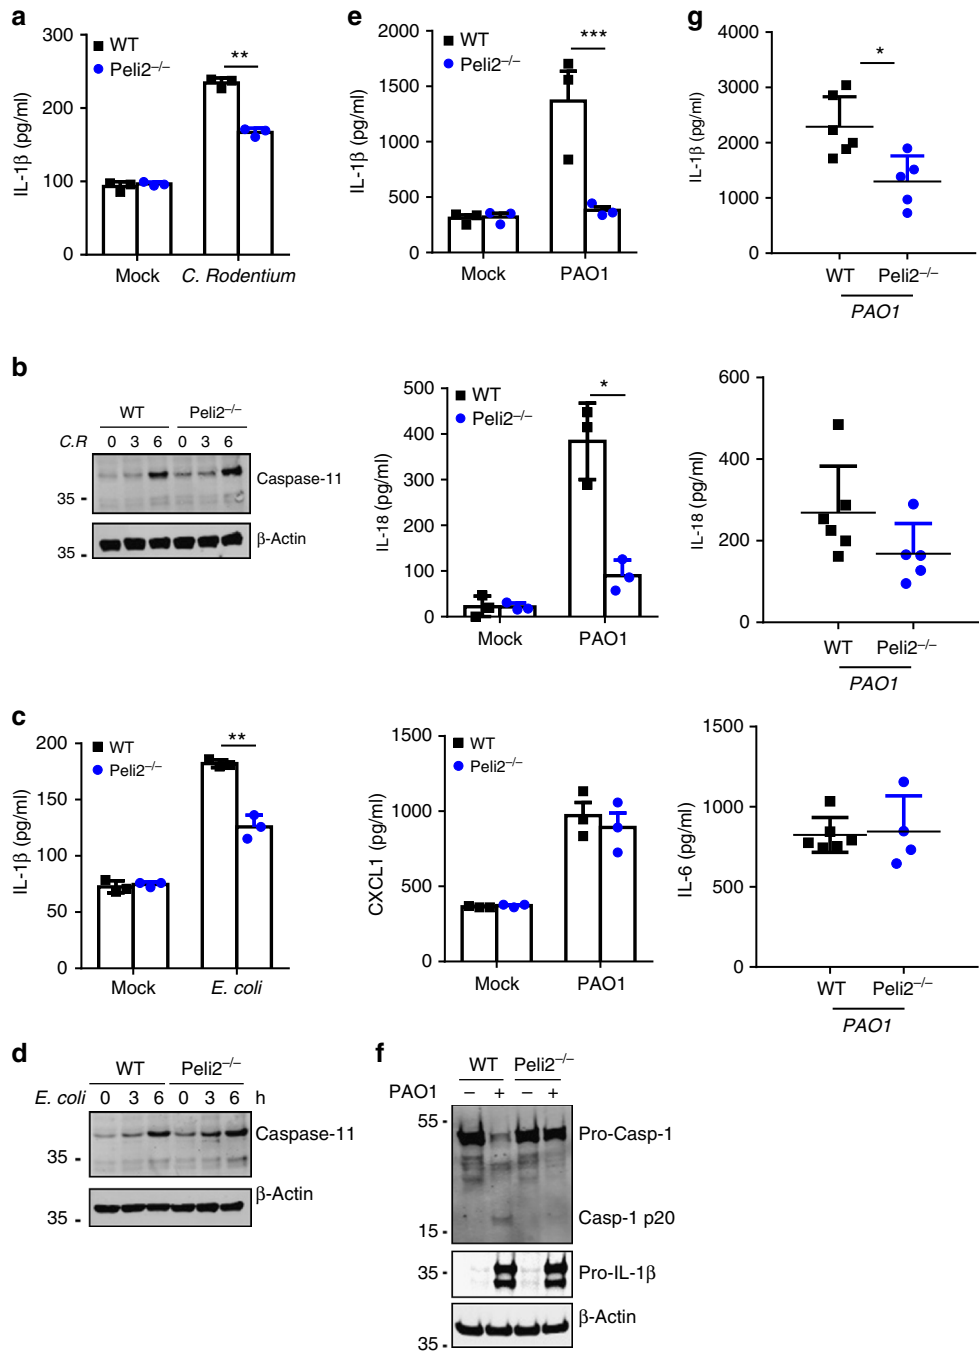 a
300
200
100
0
IL-1β (pg/ml)
WT
Peli2–/–
**
Mock
C. Rodentium
e
2000
1500
1000
500
0
IL-1β (pg/ml)
WT
Peli2–/–
***
Mock
PAO1
g
4000
3000
2000
1000
0
IL-1β (pg/ml)
*
WT
Peli2–/–
PAO1
b
WT
Peli2–/–
C.R
0 3 6 0 3 6
Caspase-11
35
β-Actin
35
500
400
300
200
100
0
IL-18 (pg/ml)
WT
Peli2–/–
*
Mock
PAO1
600
400
200
0
IL-18 (pg/ml)
WT
Peli2–/–
PAO1
c
200
150
100
50
0
IL-1β (pg/ml)
WT
Peli2–/–
**
Mock
E. coli
1500
1000
500
0
CXCL1 (pg/ml)
WT
Peli2–/–
Mock
PAO1
1500
1000
500
0
IL-6 (pg/ml)
WT
Peli2–/–
PAO1
d
WT
Peli2–/–
E. coli 0 3 6 0 3 6 h
Caspase-11
35
β-Actin
35
f
WT
Peli2–/–
PAO1 – + – +
55
Pro-Casp-1
Casp-1 p20
15
35
Pro-IL-1β
β-Actin
35